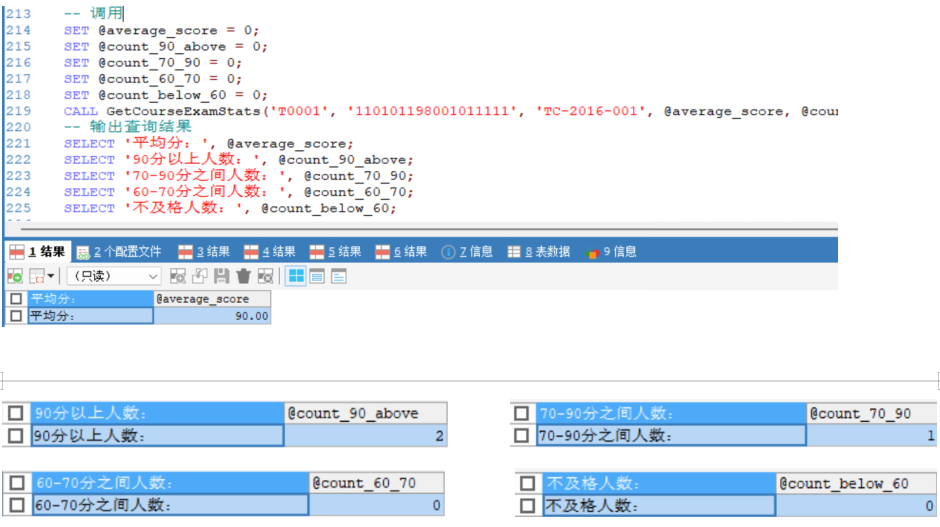 213 -- 调用
214 SET @average_score = 0;
215 SET @count_90_above = 0;
216 SET @count_70_90 = 0;
217 SET @count_60_70 = 0;
218 SET @count_below_60 = 0;
219 CALL GetCourseExamStats('T0001', '110101198001011111', 'TC-2016-001', @average_score, @cou
220 -- 输出查询结果
221 SELECT '平均分: ', @average_score;
222 SELECT '90分以上人数: ', @count_90_above;
223 SELECT '70-90分之间人数: ', @count_70_90;
224 SELECT '60-70分之间人数: ', @count_60_70;
225 SELECT '不及格人数: ', @count_below_60;
1 结果 2 个配置文件 3 结果 4 结果 5 结果 6 结果 7 信息 8 表数据 9 信息
（只读）
平均分: @average_score
平均分: 90.00
90分以上人数: @count_90_above
90分以上人数: 2
70-90分之间人数: @count_70_90
70-90分之间人数: 1
60-70分之间人数: @count_60_70
60-70分之间人数: 0
不及格人数: @count_below_60
不及格人数: 0